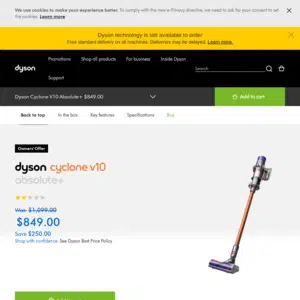 We use cookies to make your experience better. To comply with the new e-Privacy directive, we need to ask for your consent to set
the cookies. Learn more
Dyson technology is still available to order
Free standard delivery on all machines. Deliveries may be delayed. Learn more.
Promotions Shop all products For business Inside Dyson
dyson
Search
Support
Dyson Cyclone V10 Absolute+ $849.00
Add to cart
Back to top In the box Key features Specifications Buy
Owners' Offer
dyson cyclone v10
absolute+
Was $1,099.00
$849.00
Save $250.00
Shop with confidence. See Dyson Best Price Policy